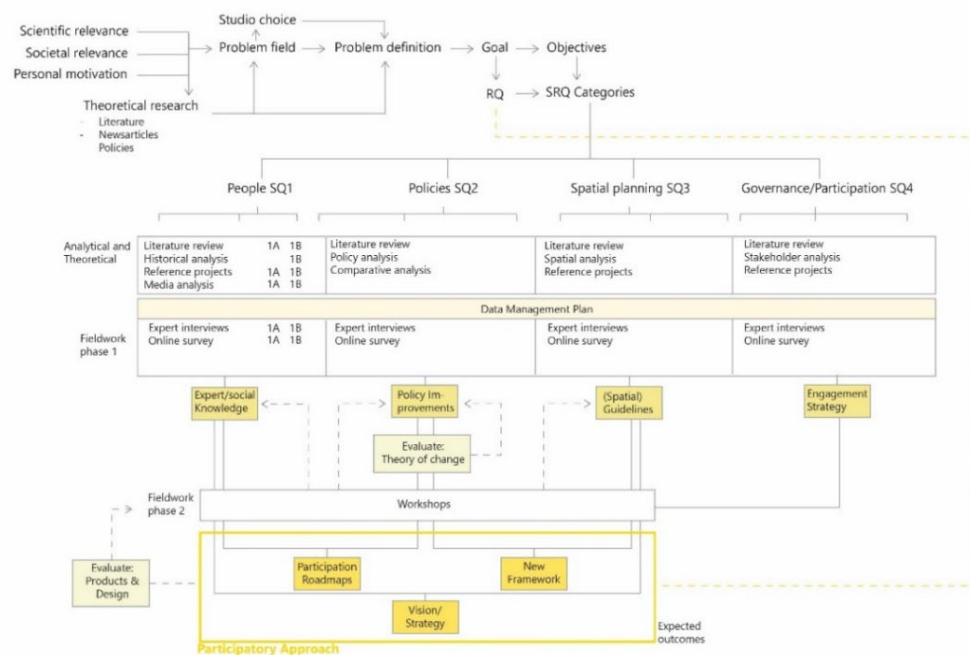 Studio choice
Scientific relevance
Societal relevance
Personal motivation
Problem field
Problem definition
Goal
Objectives
RQ
SRQ Categories
Theoretical research
- Literature
- Newsarticles
Policies
People SQ1
Policies SQ2
Spatial planning SQ3
Governance/Participation SQ4
Analytical and
Theoretical
Literature review 1A 1B
Historical analysis 1B
Reference projects 1A 1B
Media analysis 1A 1B
Literature review
Policy analysis
Comparative analysis
Literature review
Spatial analysis
Reference projects
Literature review
Stakeholder analysis
Reference projects
Data Management Plan
Fieldwork
phase 1
Expert interviews 1A 1B
Online survey 1A 1B
Expert interviews
Online survey
Expert interviews
Online survey
Expert interviews
Online survey
Expert/social
Knowledge
Policy Im-
provements
(Spatial)
Guidelines
Engagement
Strategy
Evaluate:
Theory of change
Fieldwork
phase 2
Workshops
Evaluate:
Products &
Design
Participation
Roadmaps
New
Framework
Vision/
Strategy
Expected
outcomes
Participatory Approach